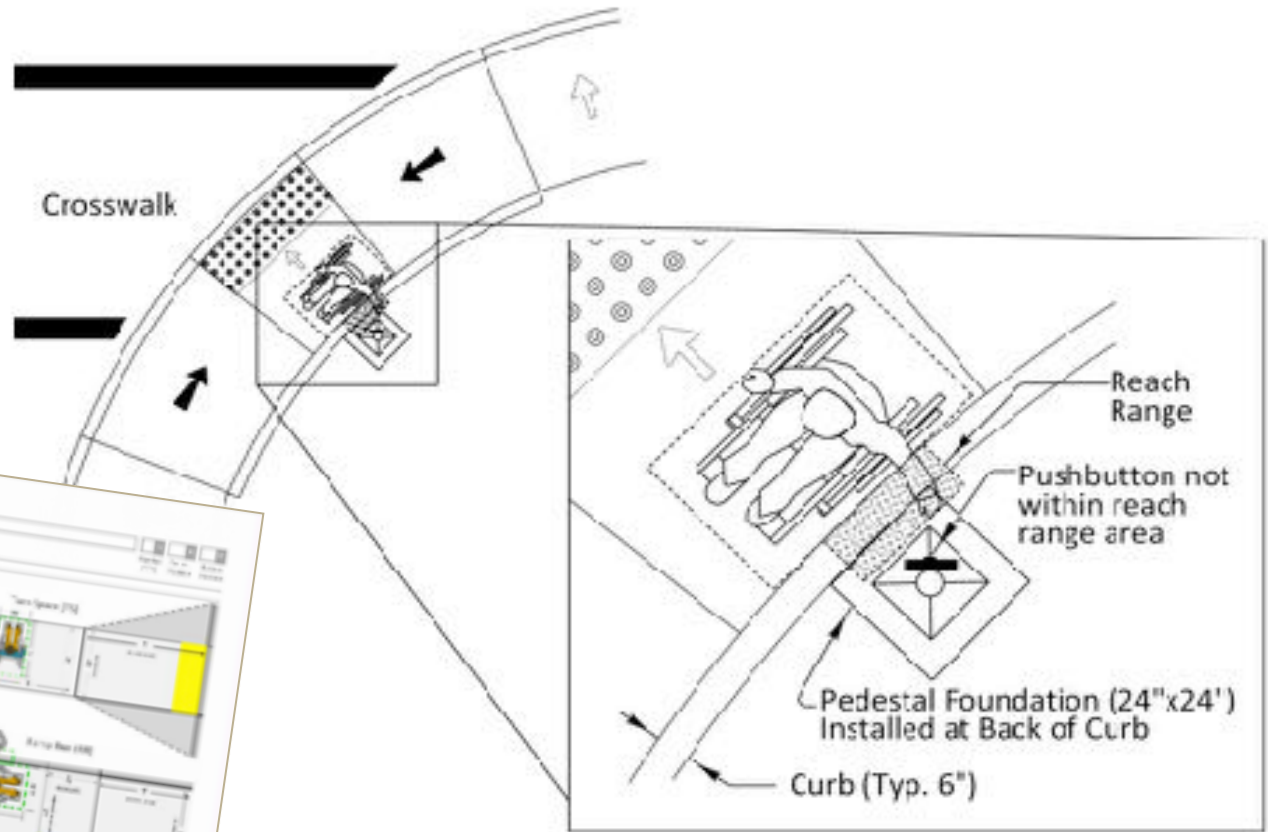 Crosswalk
Reach
Range
Pushbutton not
within reach
range area
Pedestal Foundation (24"x24')
Installed at Back of Curb
Curb (Typ. 6")